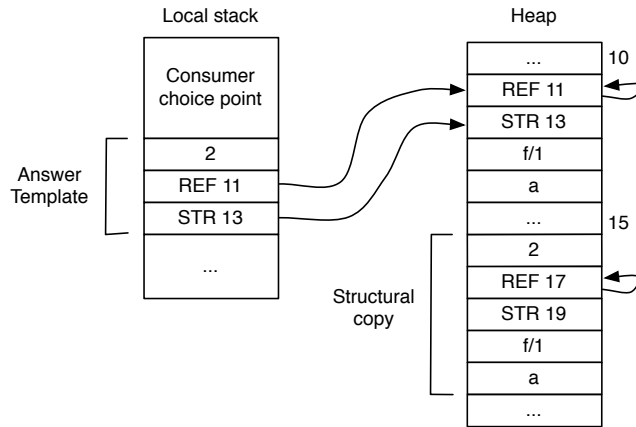 Local stack
Consumer
choice point
2
REF 11
STR 13
...
Answer
Template
Heap
...
10
REF 11
STR 13
f/1
a
...
15
2
REF 17
STR 19
f/1
a
...
Structural
copy